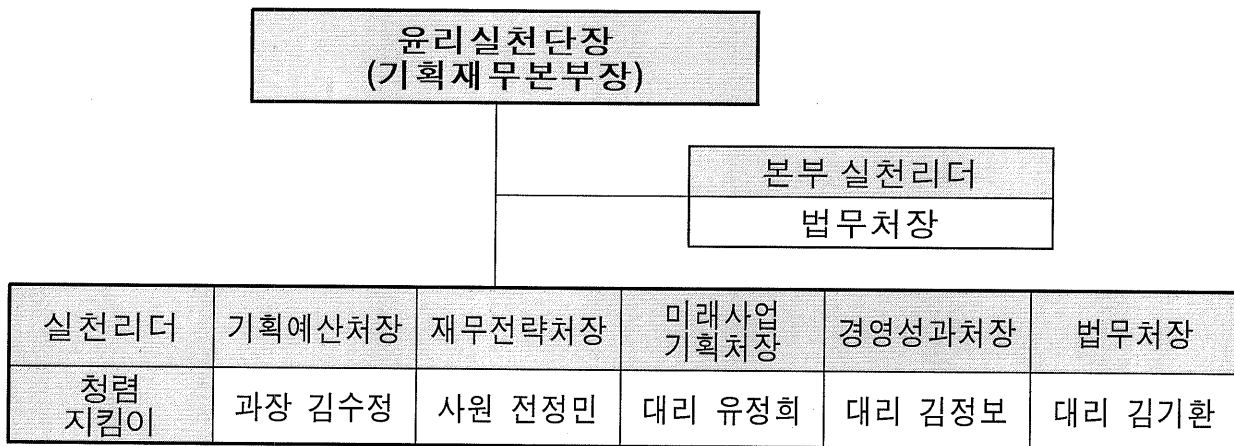 윤리실천단장
(기획재무본부장)
본부 실천리더
법무처장
실천리더 기획예산처장 재무전략처장 미래사업 기획처장 경영성과처장 법무처장
청렴 지킴이 과장 김수정 사원 전정민 대리 유정희 대리 김정보 대리 김기환